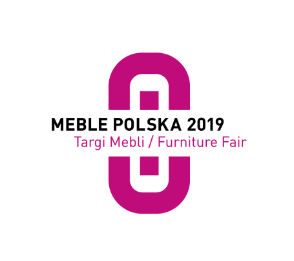 MEBLE POLSKA 2019
Targi Mebli / Furniture Fair